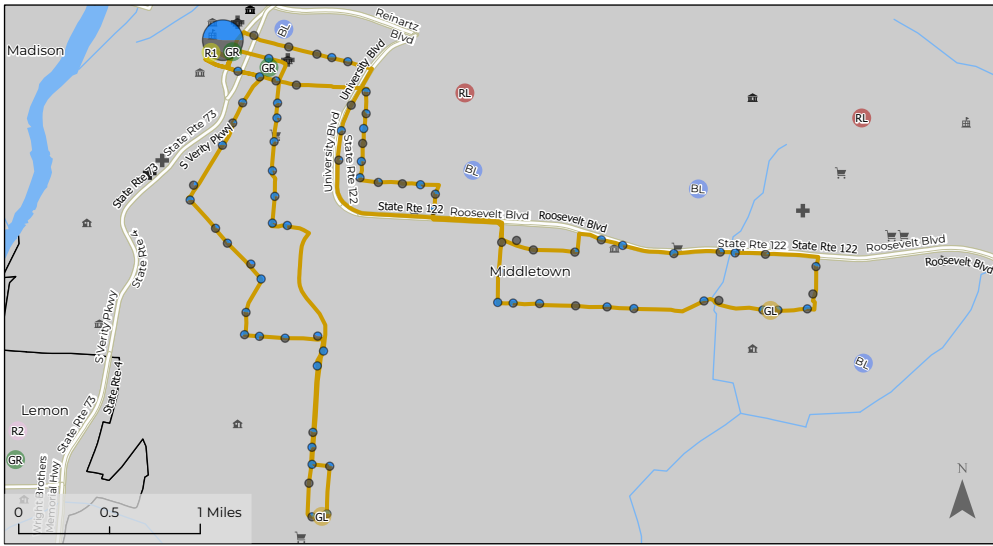 Reinartz
Blvd
BL
Madison
R1
GR
GR
University Blvd
RL
RL
State Rte 73
S Verity Pkwy
State Rte 73
University Blvd
State Rte 122
BL
BL
State Rte 122
Roosevelt Blvd
Roosevelt Blvd
State Rte 122
State Rte 122
Roosevelt Blvd
Roosevelt Blvd
State Rte 4
Middletown
GL
S Verity Pkwy
State Rte 4
BL
Lemon
State Rte 73
R2
GR
Wright Brothers
Memorial Hwy
N
GL
0 0.5 1 Miles